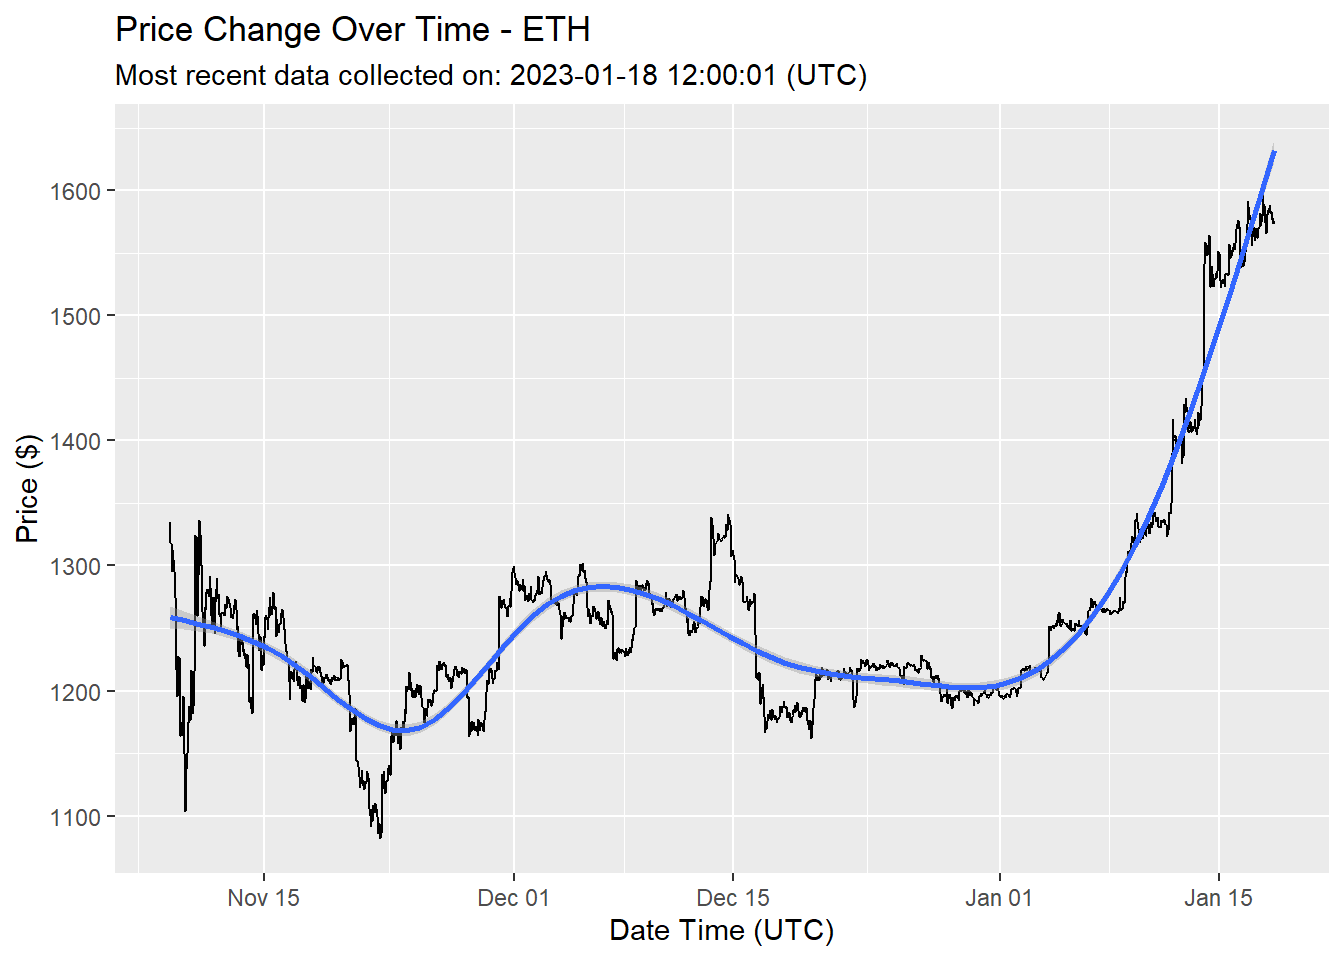 Price Change Over Time - ETH
Most recent data collected on: 2023-01-18 12:00:01 (UTC)
Price ($)
1600
1500
1400
1300
1200
1100
Nov 15 Dec 01 Dec 15 Jan 01 Jan 15
Date Time (UTC)